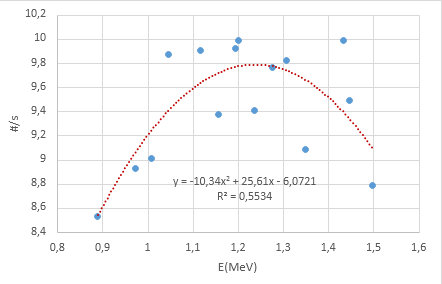 10,2
10
9,8
9,6
9,4
9,2
9
8,8
8,6
8,4
#/s
y = -10,34x² + 25,61x - 6,0721
R² = 0,5534
0,8 0,9 1 1,1 1,2 1,3 1,4 1,5 1,6
E(MeV)